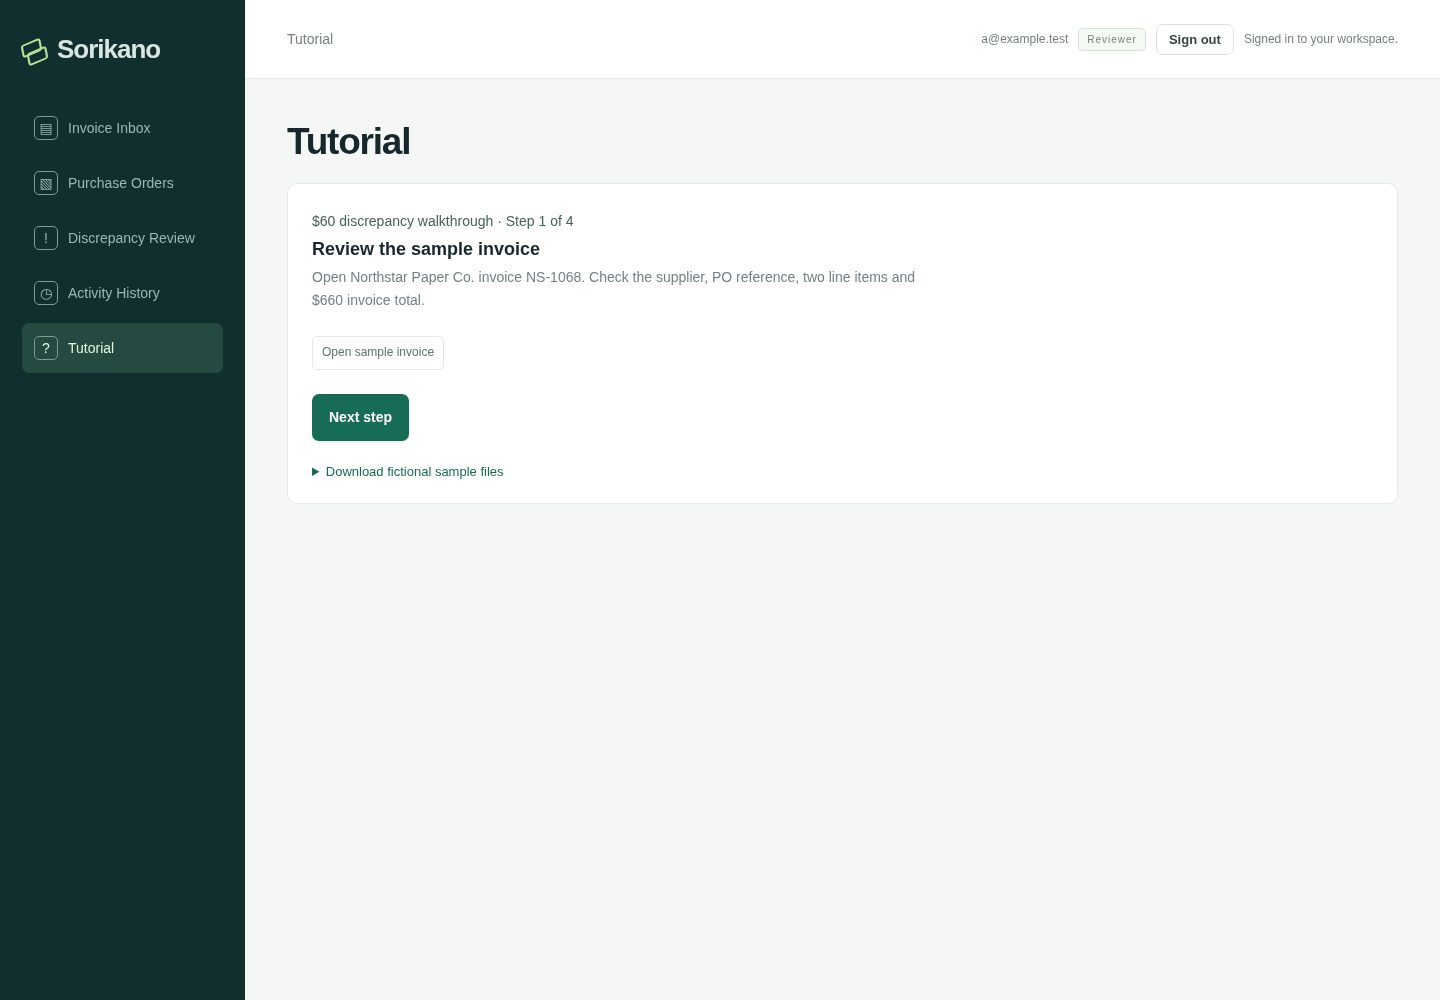 Sorikano
Invoice Inbox
Purchase Orders
! Discrepancy Review
Activity History
? Tutorial
Tutorial
a@example.test
Reviewer
Sign out
Signed in to your workspace.
Tutorial
$60 discrepancy walkthrough · Step 1 of 4
Review the sample invoice
Open Northstar Paper Co. invoice NS-1068. Check the supplier, PO reference, two line items and
$660 invoice total.
Open sample invoice
Next step
Download fictional sample files